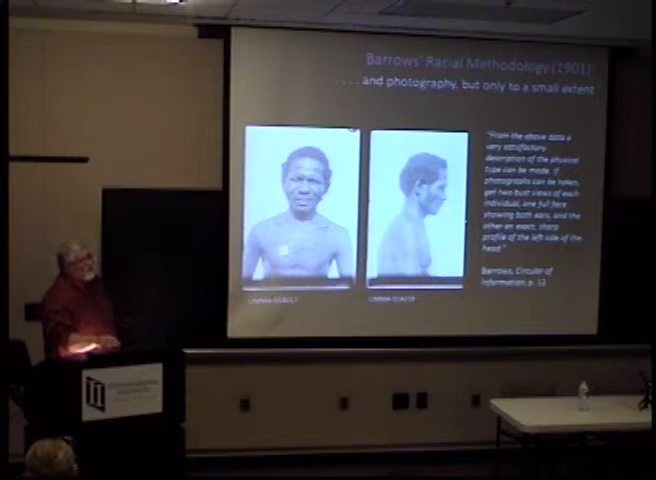 Barrows' Racial Methodology (1901)
. . . and photography, but only to a small extent
"From the above data a
very satisfactory
description of the physical
type can be made. If
photographs can be taken,
get two bust views of each
individual, one full face
showing both ears, and the
other an exact, sharp
profile of the left side of the
head."
Barrows, Circular of
Information, p. 13